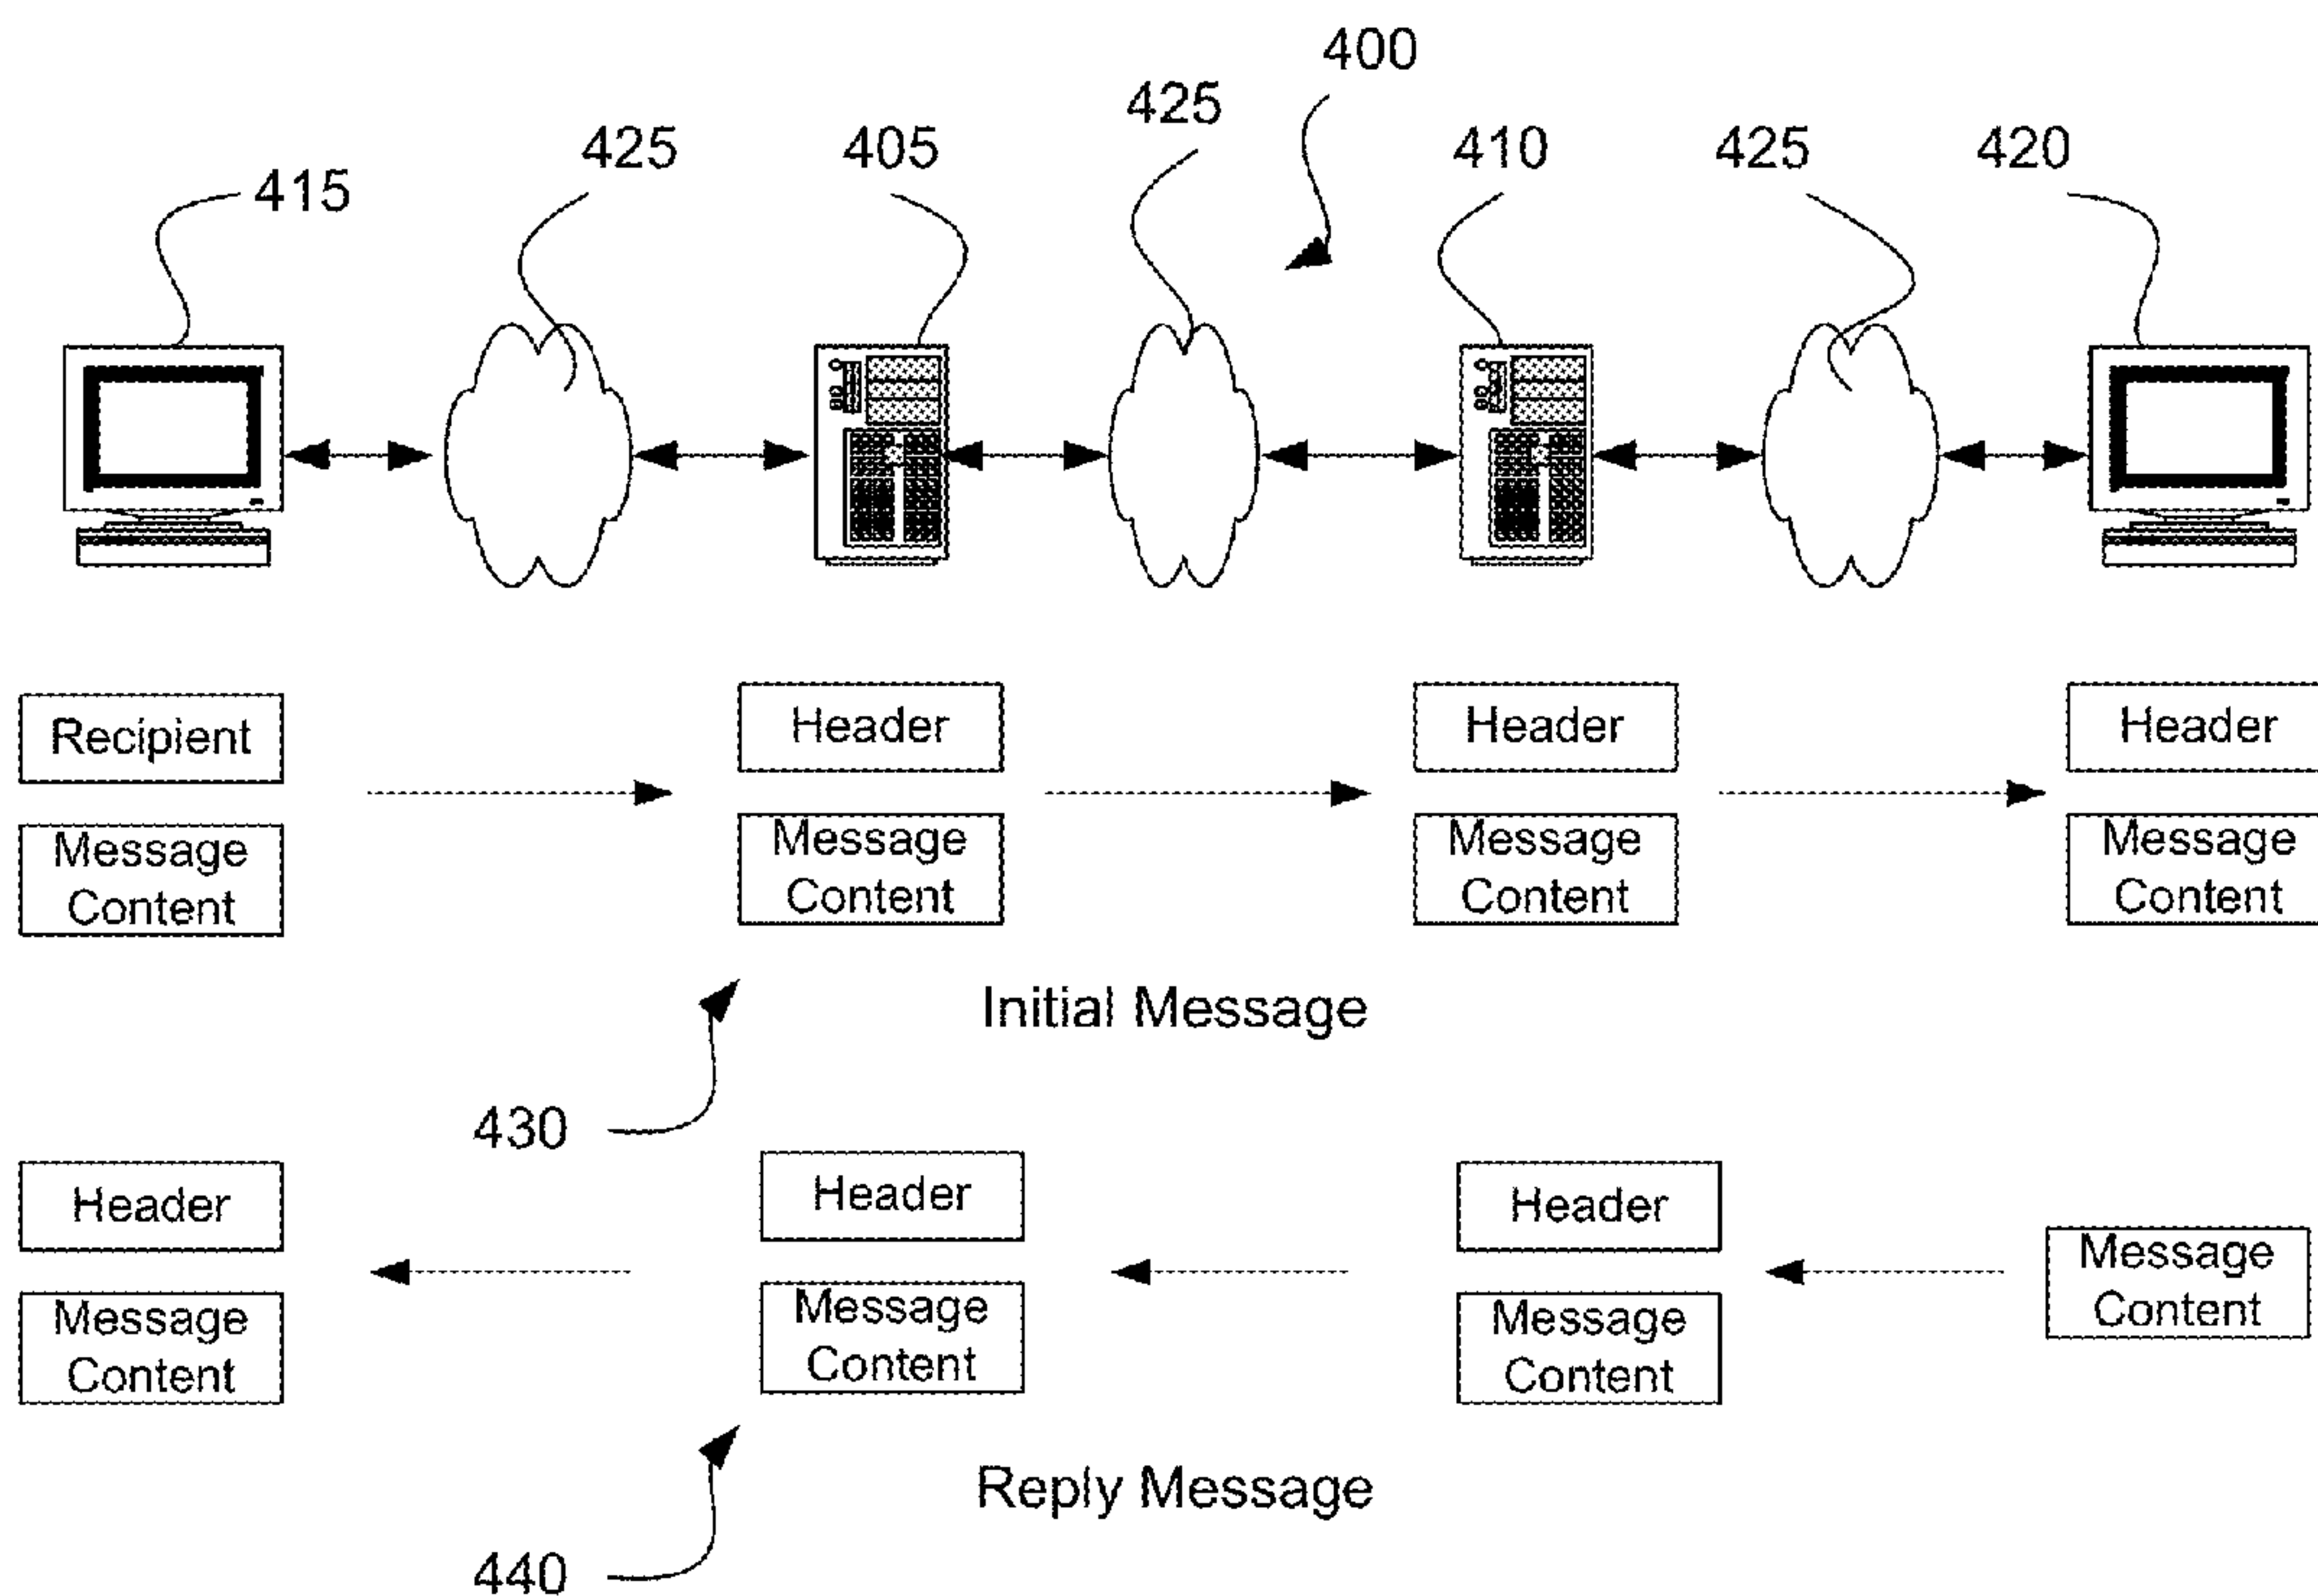 400
425
425 405 410 425 420
415
Recipient Header Header Header
Message Message Message Message
Content Content Content Content
Initial Message
430
Header Header Header
Message
Content
Message Message Message
Content Content Content
Reply Message
440